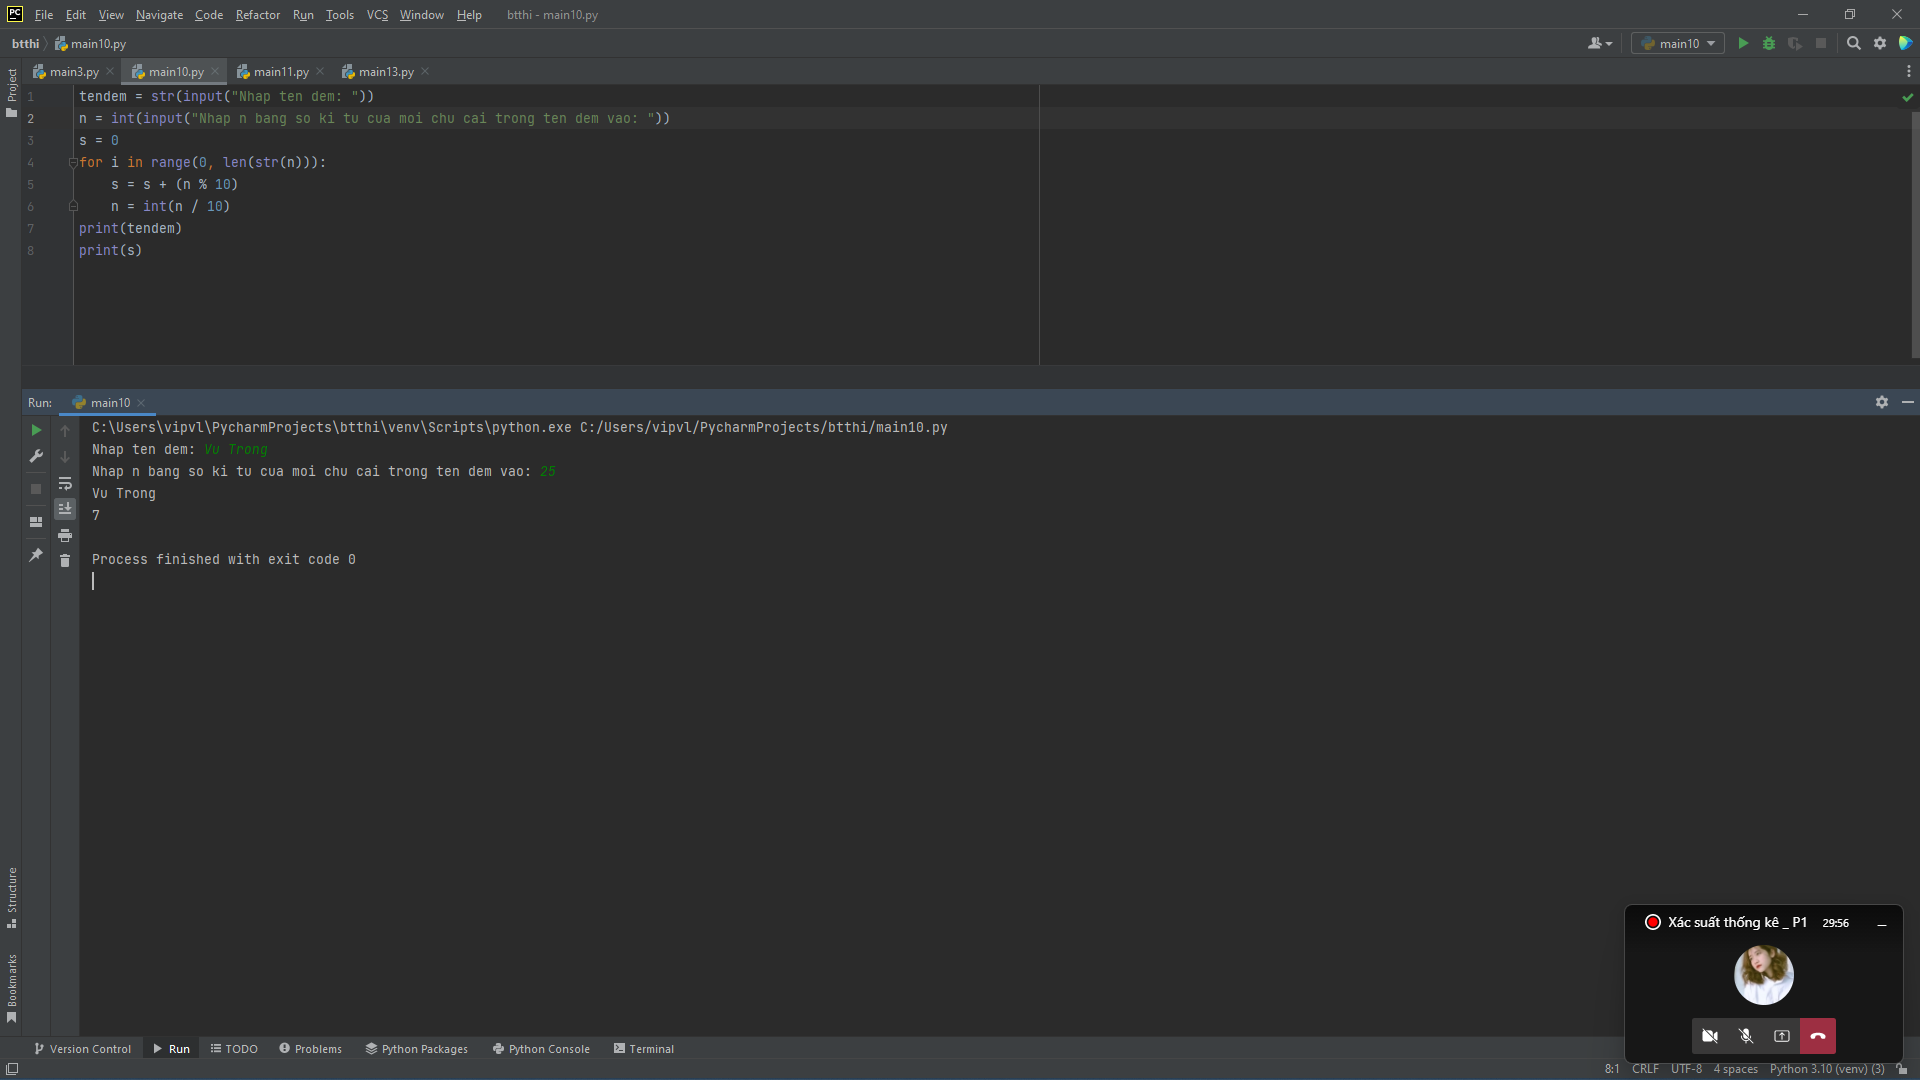 PC File Edit View Navigate Code Refactor Run Tools VCS Window Help btthi - main10.py
btthi main10.py main10
main3.py main10.py main11.py main13.py
Project
1 tendem = str(input("Nhap ten dem: "))
2 n = int(input("Nhap n bang so ki tu cua moi chu cai trong ten dem vao: "))
3 s = 0
4 for i in range(0, len(str(n))):
5 s = s + (n % 10)
6 n = int(n / 10)
7 print(tendem)
8 print(s)
Run: main10
C:\Users\vipvl\PycharmProjects\btthi\venv\Scripts\python.exe C:/Users/vipvl/PycharmProjects/btthi/main10.py
Nhap ten dem: Vu Trong
Nhap n bang so ki tu cua moi chu cai trong ten dem vao: 25
Vu Trong
7
Process finished with exit code 0
Structure
Bookmarks
Xác suất thống kê _ P1 29:56
Version Control Run TODO Problems Python Packages Python Console Terminal
8:1 CRLF UTF-8 4 spaces Python 3.10 (venv) (3)